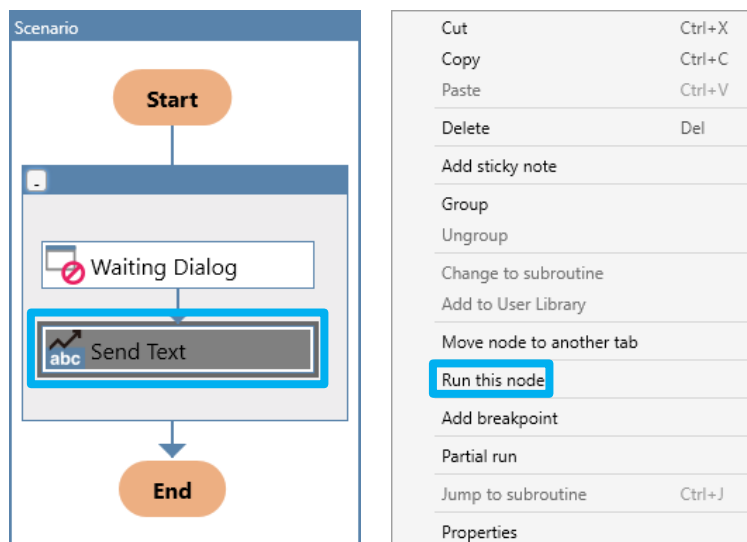 Scenario
Start
-
Waiting Dialog
abc Send Text
End
Cut Ctrl+X
Copy Ctrl+C
Paste Ctrl+V
Delete Del
Add sticky note
Group
Ungroup
Change to subroutine
Add to User Library
Move node to another tab
Run this node
Add breakpoint
Partial run
Jump to subroutine Ctrl+J
Properties